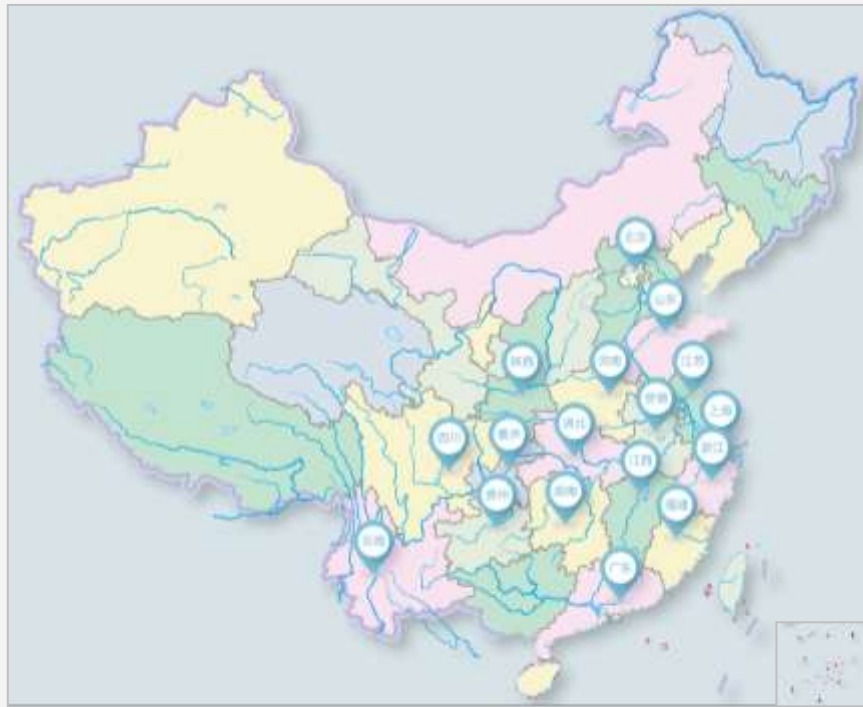 北京
山东
陕西
河南
江苏
安徽
上海
湖北
四川
重庆
浙江
江西
贵州
湖南
福建
云南
广东